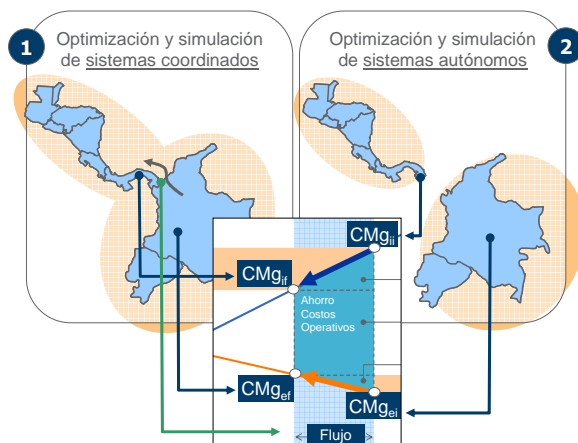 1
Optimización y simulación
de sistemas coordinados
Optimización y simulación
de sistemas autónomos
2
CMgii
CMgif
Ahorro
Costos
Operativos
CMgef
CMgei
Flujo